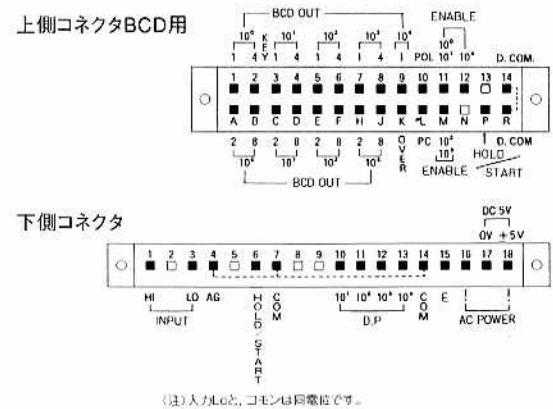 上側コネクタBCD用
BCD OUT
ENABLE
10⁰ KEY 10¹ 10² 10³ 10⁴ 10⁰ 10¹
1 4 1 4 1 4 1 4 1 POL 10⁴ D. COM.
1 2 3 4 5 6 7 8 9 10 11 12 13 14
A B C D E F H J K L M N P R
2 8 2 8 2 8 2 8 OVER PC 10² D. COM
10⁰ 10¹ 10² 10³ 10³ HOLD
BCD OUT ENABLE START
下側コネクタ
DC 5V
0V +5V
1 2 3 4 5 6 7 8 9 10 11 12 13 14 15 16 17 18
HI LO AG HOLD/START COM 10¹ COM E
INPUT D.P AC POWER
(注)入力Loと、コモンは同電位です。